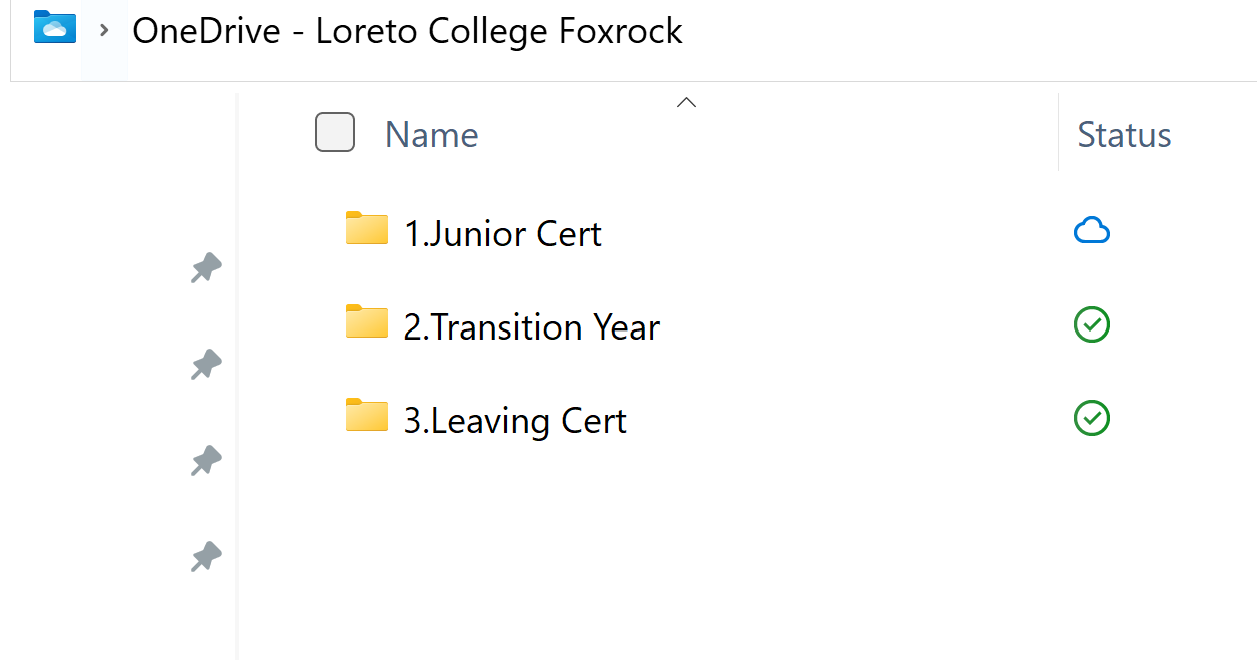 OneDrive - Loreto College Foxrock
Name Status
1.Junior Cert
2.Transition Year
3.Leaving Cert